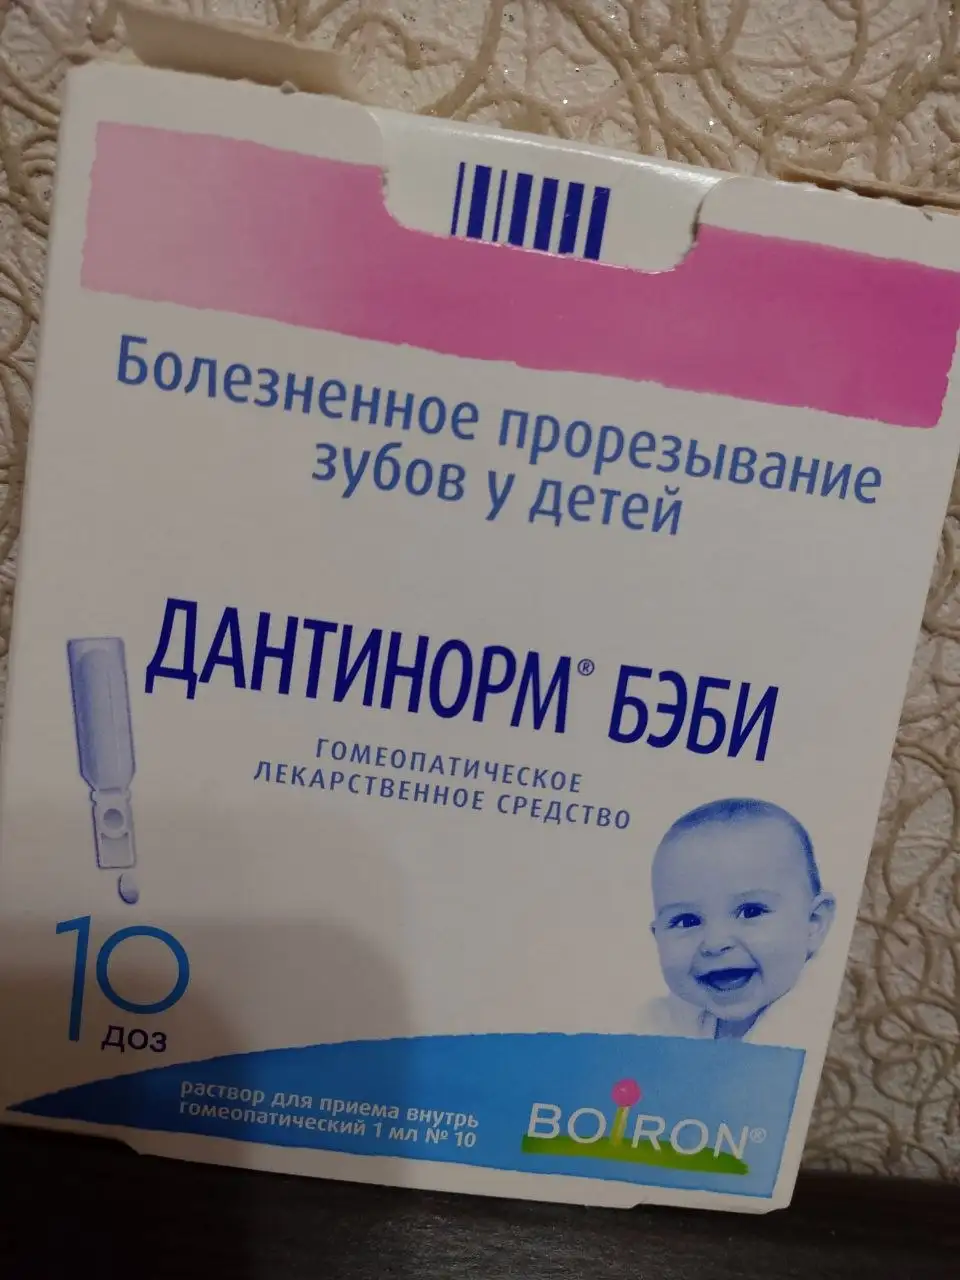 Болезненное прорезывание
зубов у детей
ДАНТИНОРМ® БЭБИ
ГОМЕОПАТИЧЕСКОЕ
ЛЕКАРСТВЕННОЕ СРЕДСТВО
10
доз
раствор для приема внутрь
гомеопатический 1 мл № 10
BOIRON®